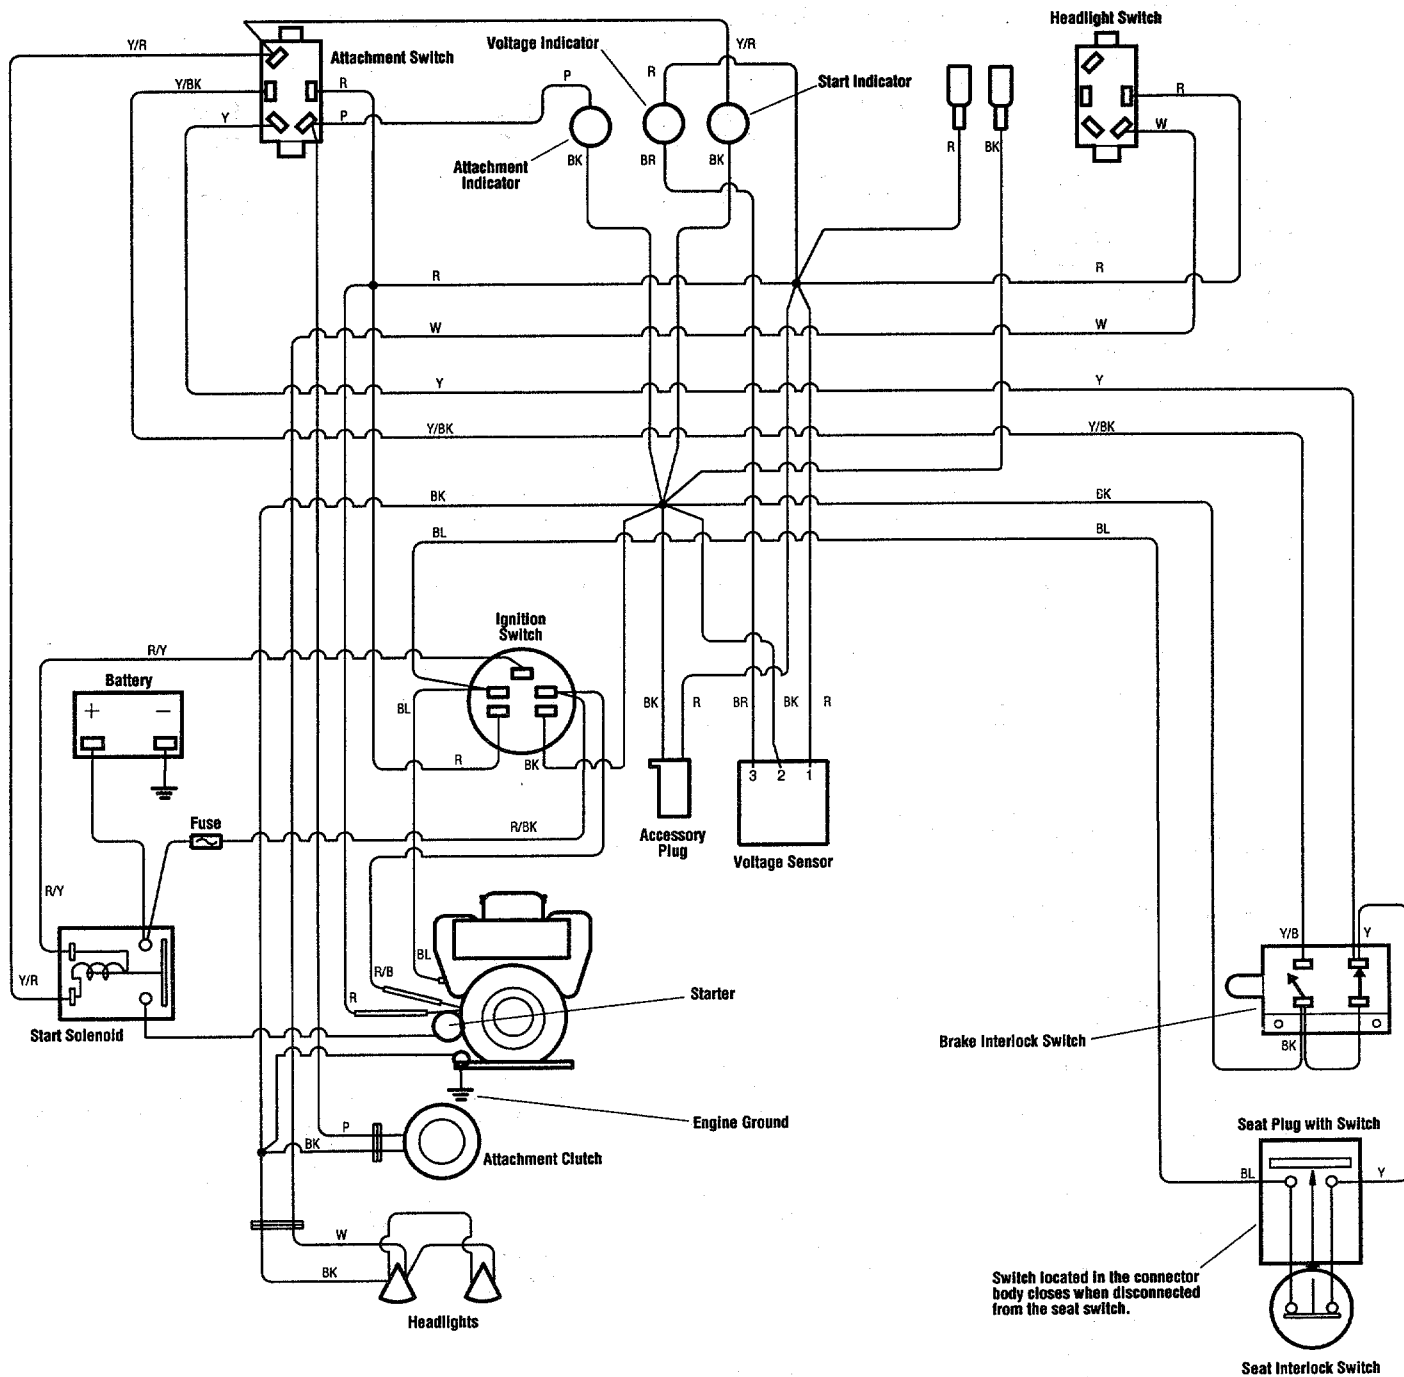 Headlight Switch
Y/R
Attachment Switch
Voltage Indicator
Y/R
Start Indicator
Y/BK
R
P
R
R
Y
P
W
Attachment
Indicator
BK
BR
BK
R
BK
R
R
W
W
Y
Y
Y/BK
Y/BK
BK
BK
BL
BL
Ignition
Switch
R/Y
Battery
+
−
BL
BK
R
BR
BK
R
R
BK
3
2
1
Fuse
R/BK
Accessory
Plug
Voltage Sensor
R/Y
Y/B
Y
Y/R
BL
R/B
R
Starter
Start Solenoid
Brake Interlock Switch
BK
Engine Ground
Seat Plug with Switch
P
BK
Attachment Clutch
BL
Y
W
BK
Switch located in the connector
body closes when disconnected
from the seat switch.
Headlights
Seat Interlock Switch